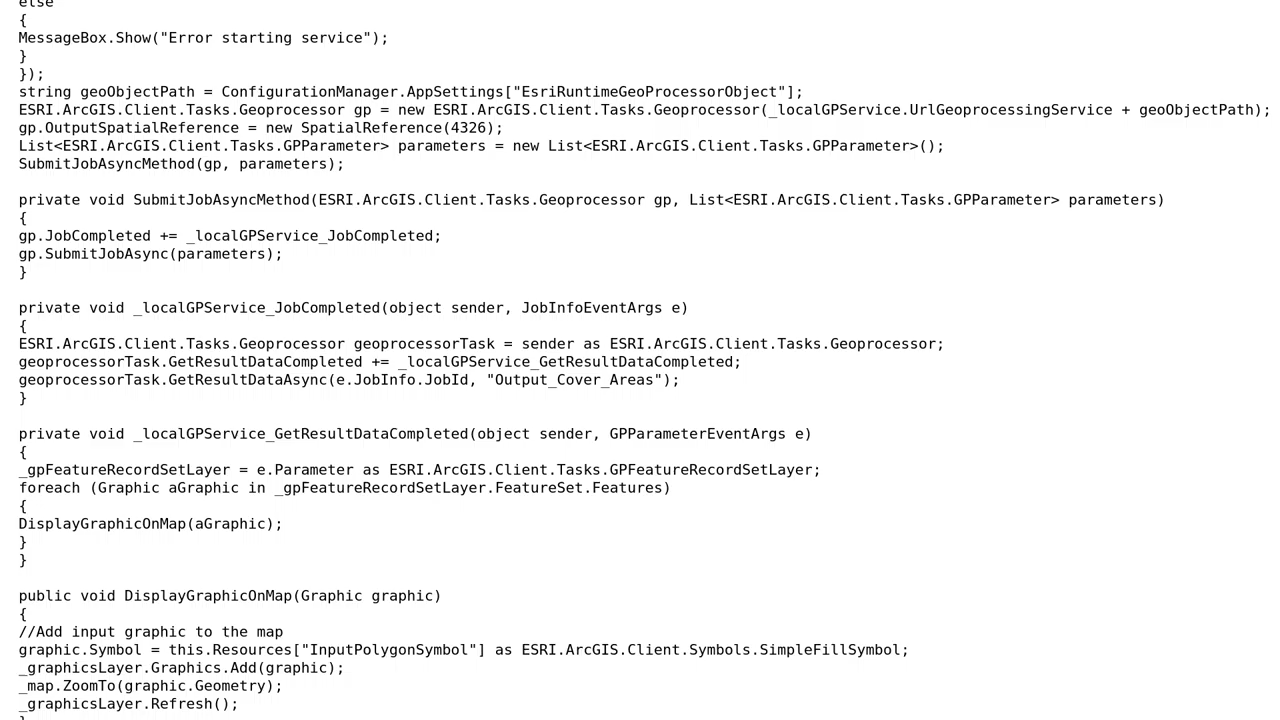 else
{
MessageBox.Show("Error starting service");
}
});
string geoObjectPath = ConfigurationManager.AppSettings["EsriRuntimeGeoProcessorObject"];
ESRI.ArcGIS.Client.Tasks.Geoprocessor gp = new ESRI.ArcGIS.Client.Tasks.Geoprocessor(_localGPService.UrlGeoprocessingService + geoObjectPath);
gp.OutputSpatialReference = new SpatialReference(4326);
List<ESRI.ArcGIS.Client.Tasks.GPParameter> parameters = new List<ESRI.ArcGIS.Client.Tasks.GPParameter>();
SubmitJobAsyncMethod(gp, parameters);

private void SubmitJobAsyncMethod(ESRI.ArcGIS.Client.Tasks.Geoprocessor gp, List<ESRI.ArcGIS.Client.Tasks.GPParameter> parameters)
{
gp.JobCompleted += _localGPService_JobCompleted;
gp.SubmitJobAsync(parameters);
}

private void _localGPService_JobCompleted(object sender, JobInfoEventArgs e)
{
ESRI.ArcGIS.Client.Tasks.Geoprocessor geoprocessorTask = sender as ESRI.ArcGIS.Client.Tasks.Geoprocessor;
geoprocessorTask.GetResultDataCompleted += _localGPService_GetResultDataCompleted;
geoprocessorTask.GetResultDataAsync(e.JobInfo.JobId, "Output_Cover_Areas");
}

private void _localGPService_GetResultDataCompleted(object sender, GPParameterEventArgs e)
{
_gpFeatureRecordSetLayer = e.Parameter as ESRI.ArcGIS.Client.Tasks.GPFeatureRecordSetLayer;
foreach (Graphic aGraphic in _gpFeatureRecordSetLayer.FeatureSet.Features)
{
DisplayGraphicOnMap(aGraphic);
}
}

public void DisplayGraphicOnMap(Graphic graphic)
{
//Add input graphic to the map
graphic.Symbol = this.Resources["InputPolygonSymbol"] as ESRI.ArcGIS.Client.Symbols.SimpleFillSymbol;
_graphicsLayer.Graphics.Add(graphic);
_map.ZoomTo(graphic.Geometry);
_graphicsLayer.Refresh();
}